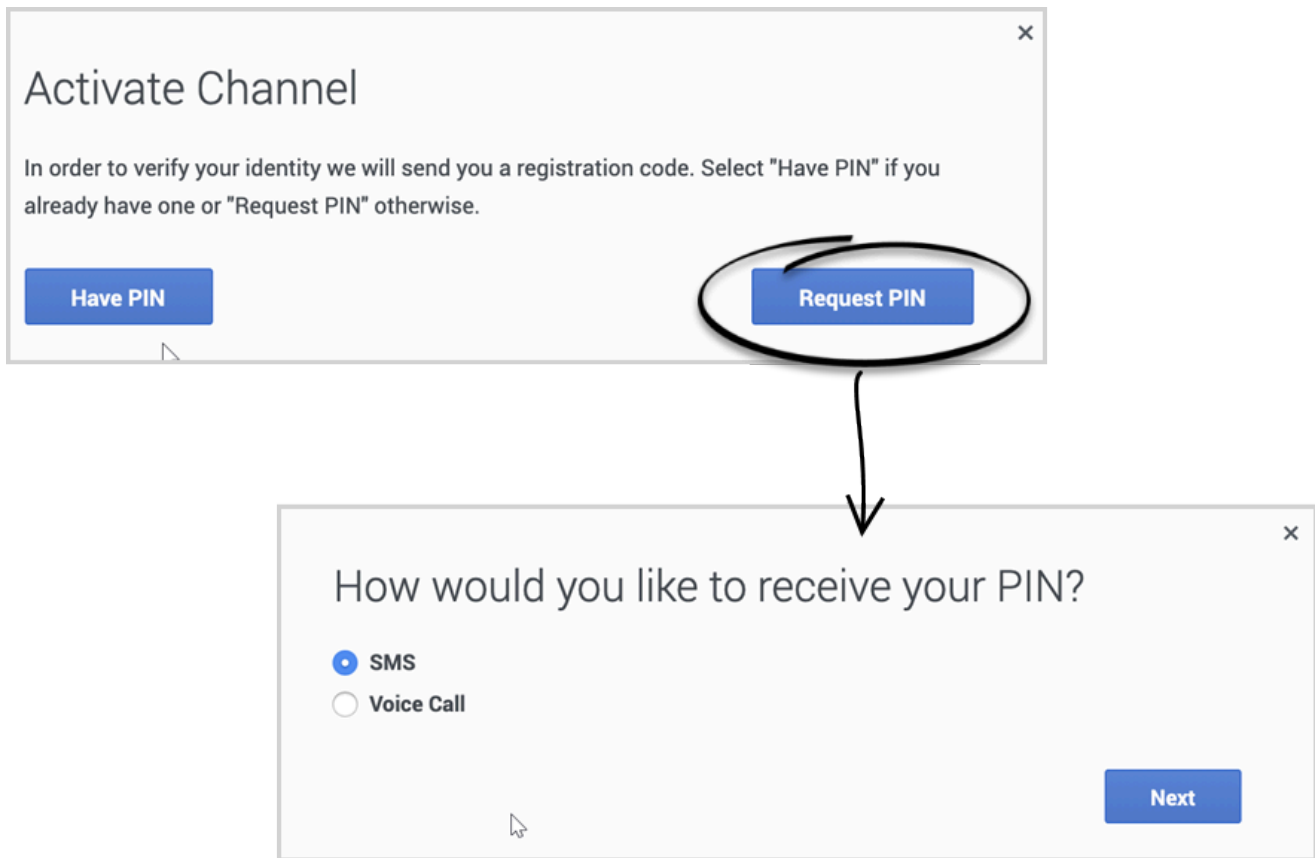 Activate Channel
In order to verify your identity we will send you a registration code. Select "Have PIN" if you
already have one or "Request PIN" otherwise.
Have PIN
Request PIN
How would you like to receive your PIN?
SMS
Voice Call
Next